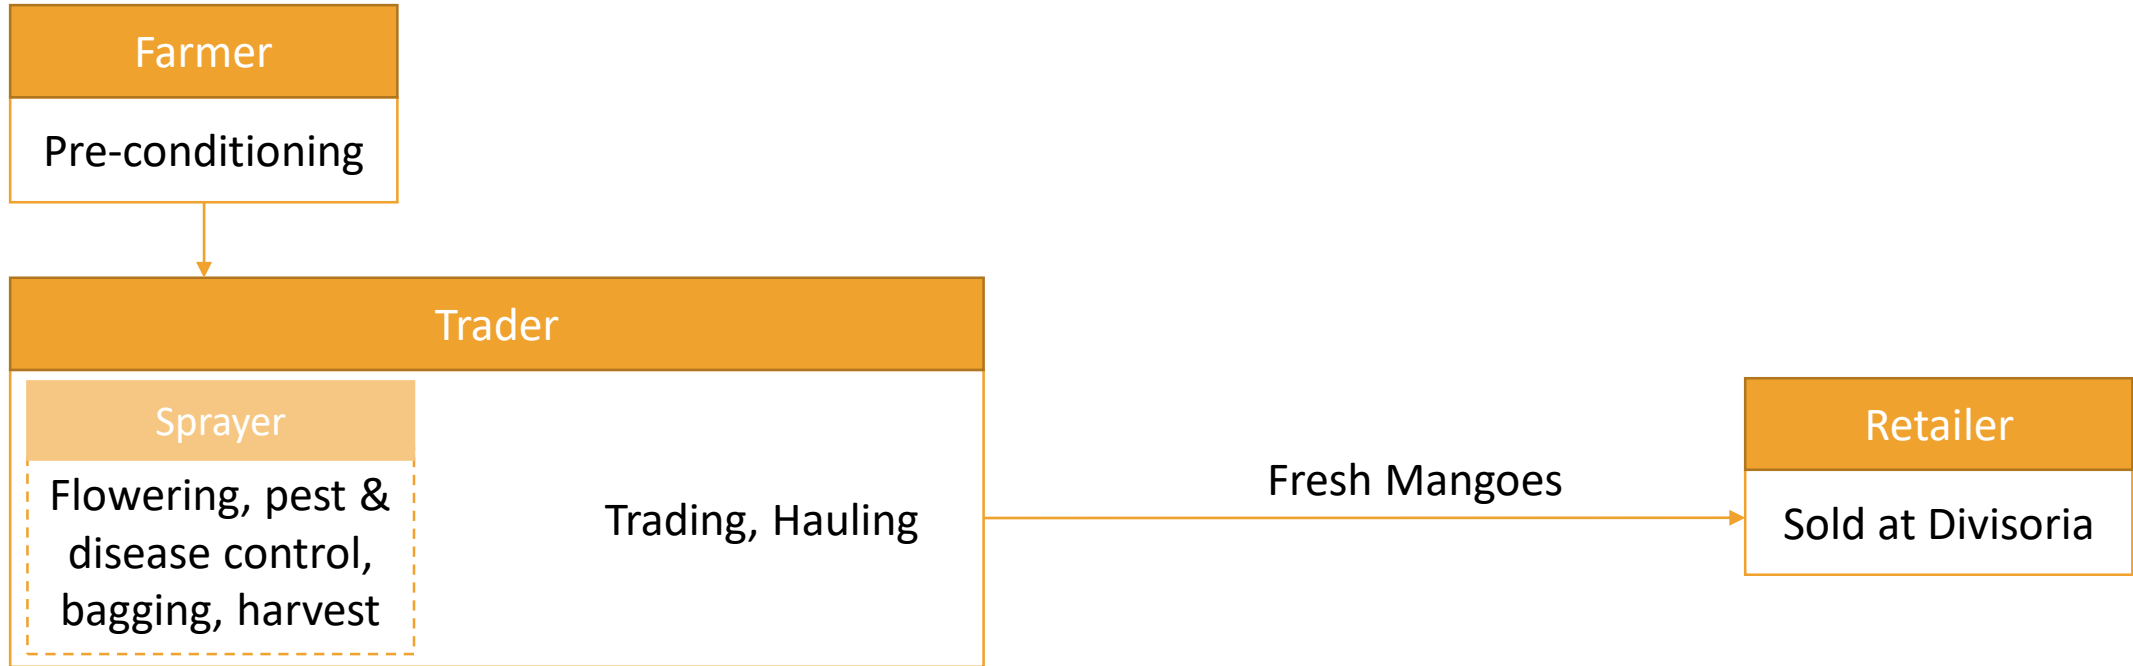 Farmer
Pre-conditioning
Trader
Sprayer
Flowering, pest &
disease control,
bagging, harvest
Trading, Hauling
Fresh Mangoes
Retailer
Sold at Divisoria